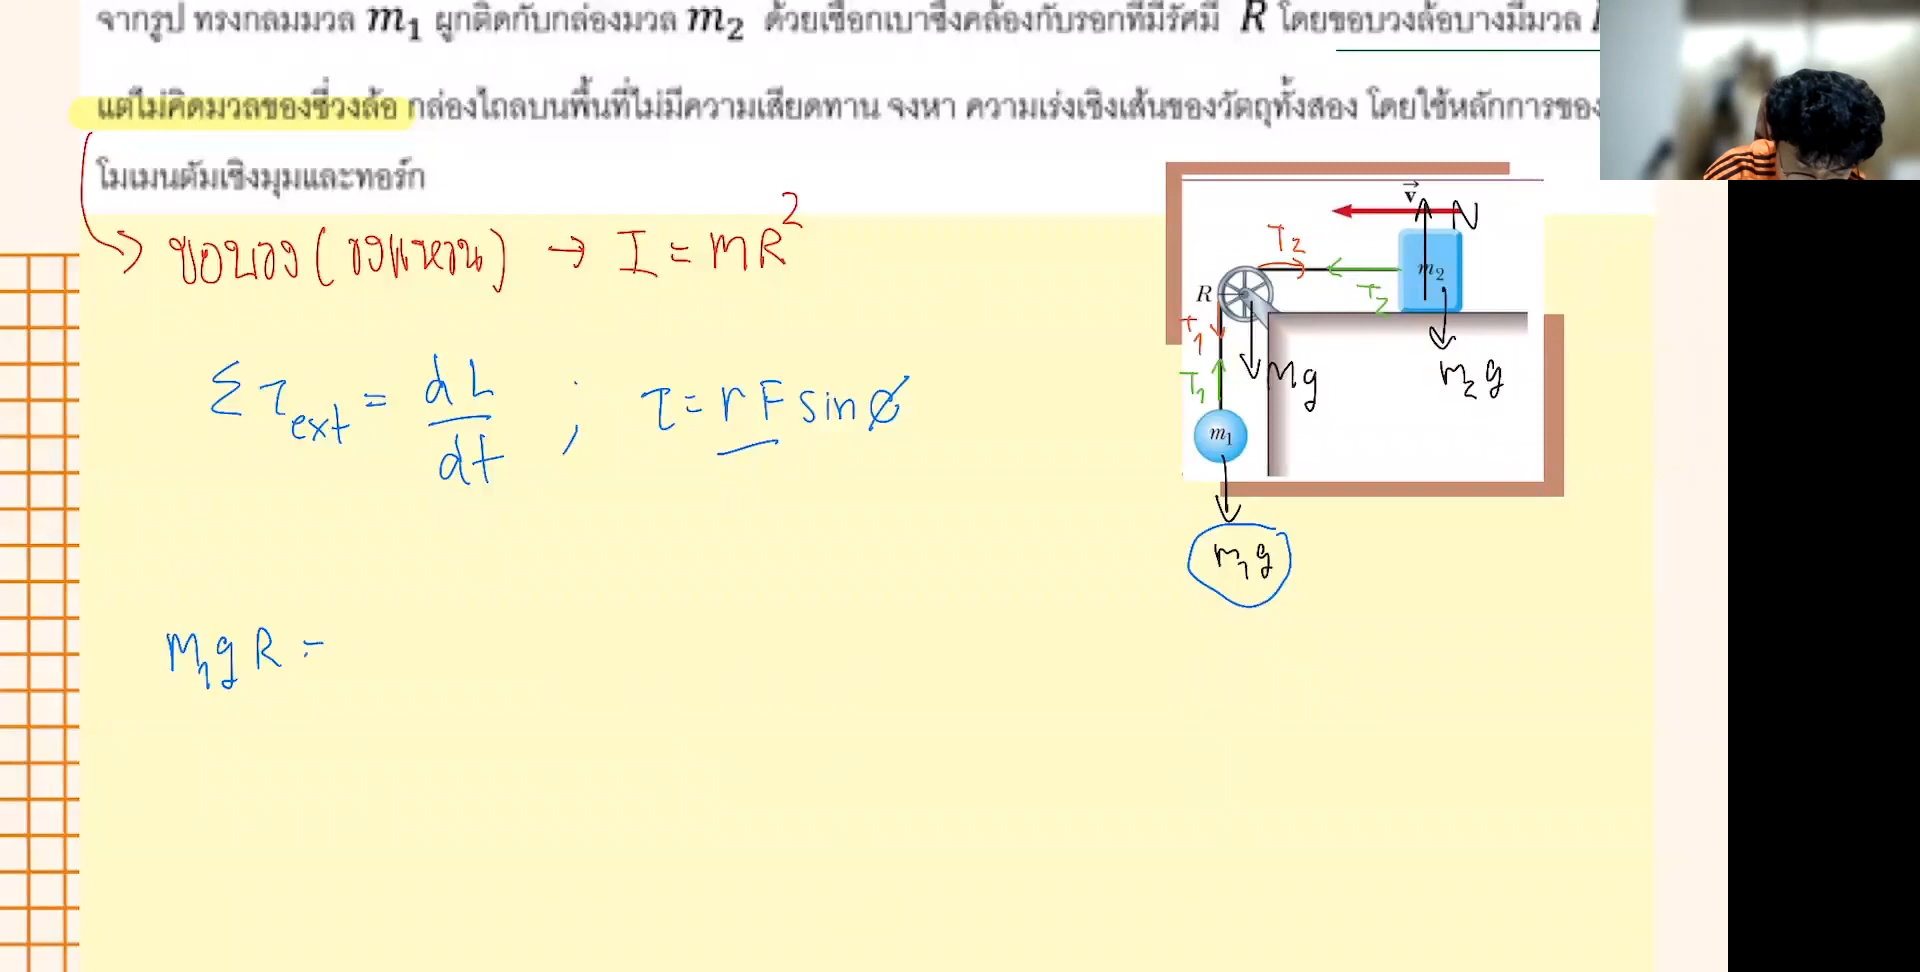 จากรูป ทรงกลมมวล m₁ ผูกติดกับกล่องมวล m₂ ด้วยเชือกเบาซึ่งคล้องกับรอกที่มีรัศมี R โดยขอบวงล้อบางมีมวล
แต่ไม่คิดมวลของซี่วงล้อ กล่องไถลบนพื้นที่ไม่มีความเสียดทาน จงหา ความเร่งเชิงเส้นของวัตถุทั้งสอง โดยใช้หลักการของ
โมเมนตัมเชิงมุมและทอร์ก
ขอบบาง (วงแหวน) → I = MR²
Στ_ext = dL/dt ; τ = rF sin φ
m₁gR =
v⃗
N
T₂
m₂
T₂
R
T₁
Mg
m₂g
T₁
m₁
m₁g